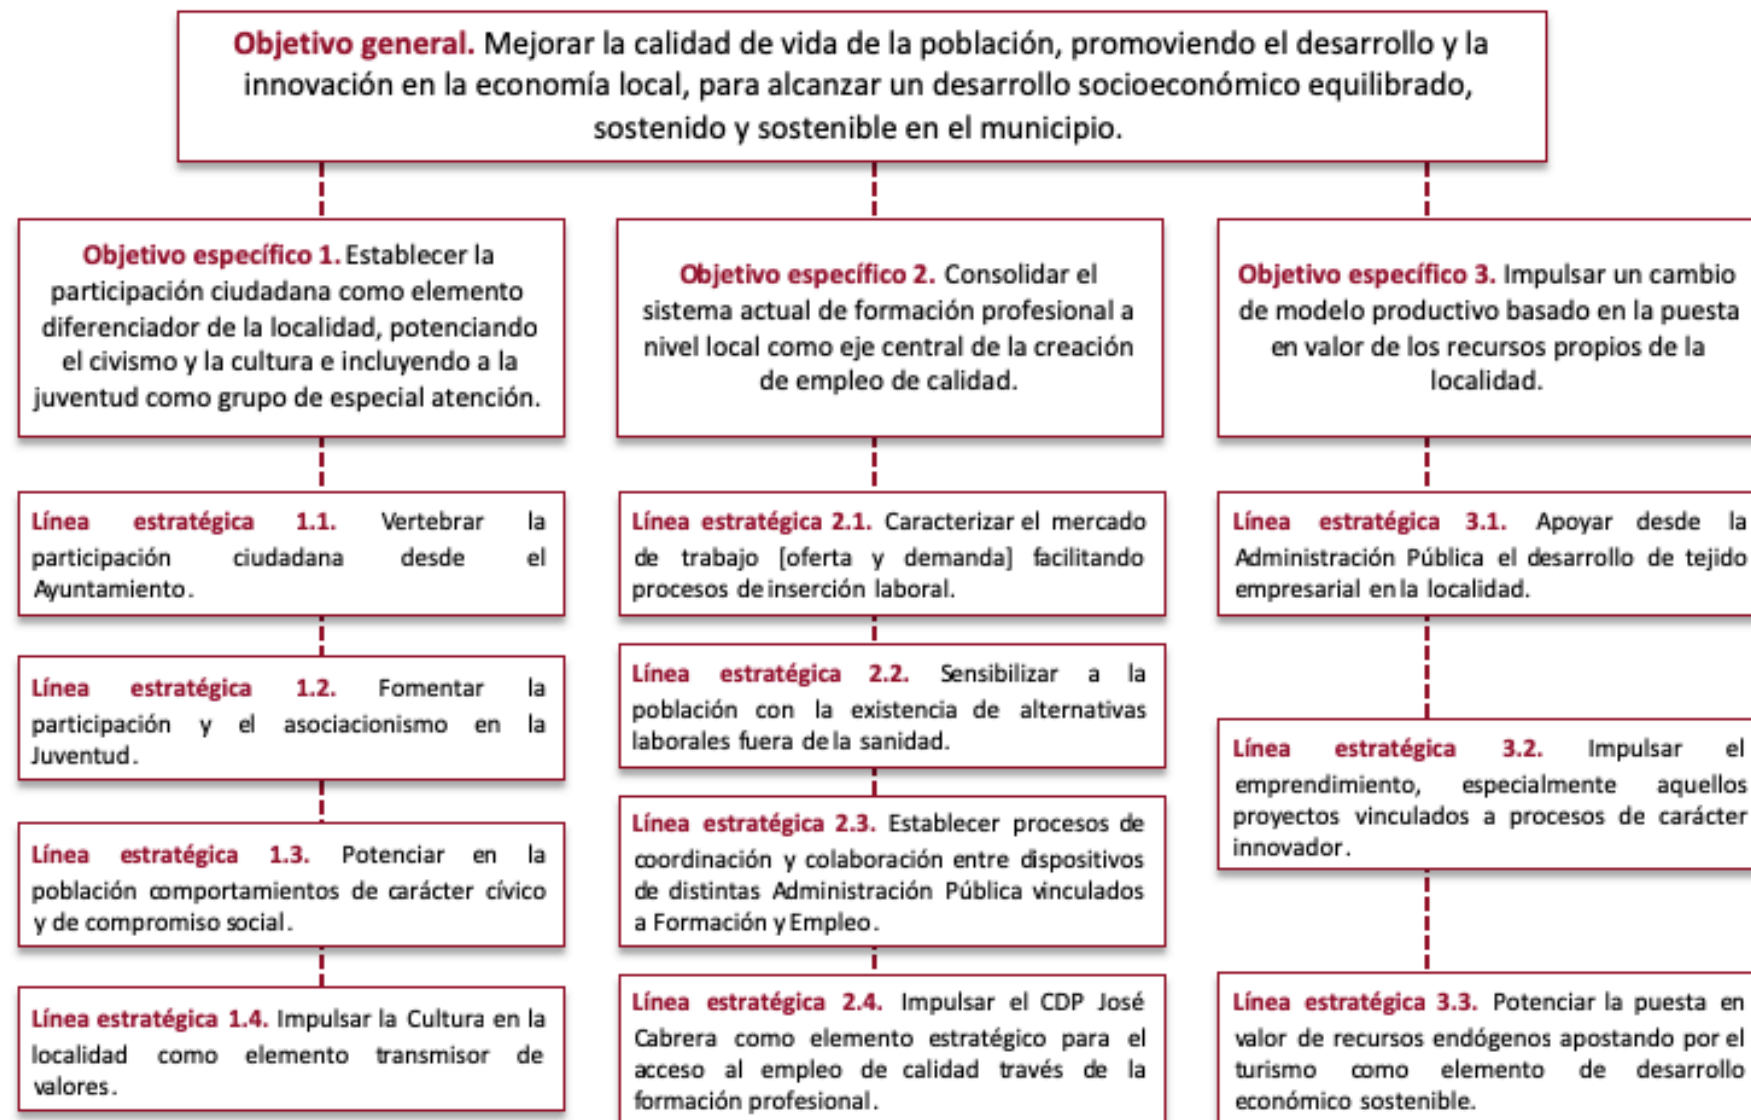 Objetivo general. Mejorar la calidad de vida de la población, promoviendo el desarrollo y la
innovación en la economía local, para alcanzar un desarrollo socioeconómico equilibrado,
sostenido y sostenible en el municipio.
Objetivo específico 1. Establecer la
participación ciudadana como elemento
diferenciador de la localidad, potenciando
el civismo y la cultura e incluyendo a la
juventud como grupo de especial atención.
Línea estratégica 1.1. Vertebrar la
participación ciudadana desde el
Ayuntamiento.
Línea estratégica 1.2. Fomentar la
participación y el asociacionismo en la
Juventud.
Línea estratégica 1.3. Potenciar en la
población comportamientos de carácter cívico
y de compromiso social.
Línea estratégica 1.4. Impulsar la Cultura en la
localidad como elemento transmisor de
valores.
Objetivo específico 2. Consolidar el
sistema actual de formación profesional a
nivel local como eje central de la creación
de empleo de calidad.
Línea estratégica 2.1. Caracterizar el mercado
de trabajo [oferta y demanda] facilitando
procesos de inserción laboral.
Línea estratégica 2.2. Sensibilizar a la
población con la existencia de alternativas
laborales fuera de la sanidad.
Línea estratégica 2.3. Establecer procesos de
coordinación y colaboración entre dispositivos
de distintas Administración Pública vinculados
a Formación y Empleo.
Línea estratégica 2.4. Impulsar el CDP José
Cabrera como elemento estratégico para el
acceso al empleo de calidad través de la
formación profesional.
Objetivo específico 3. Impulsar un cambio
de modelo productivo basado en la puesta
en valor de los recursos propios de la
localidad.
Línea estratégica 3.1. Apoyar desde la
Administración Pública el desarrollo de tejido
empresarial en la localidad.
Línea estratégica 3.2. Impulsar el
emprendimiento, especialmente aquellos
proyectos vinculados a procesos de carácter
innovador.
Línea estratégica 3.3. Potenciar la puesta en
valor de recursos endógenos apostando por el
turismo como elemento de desarrollo
económico sostenible.